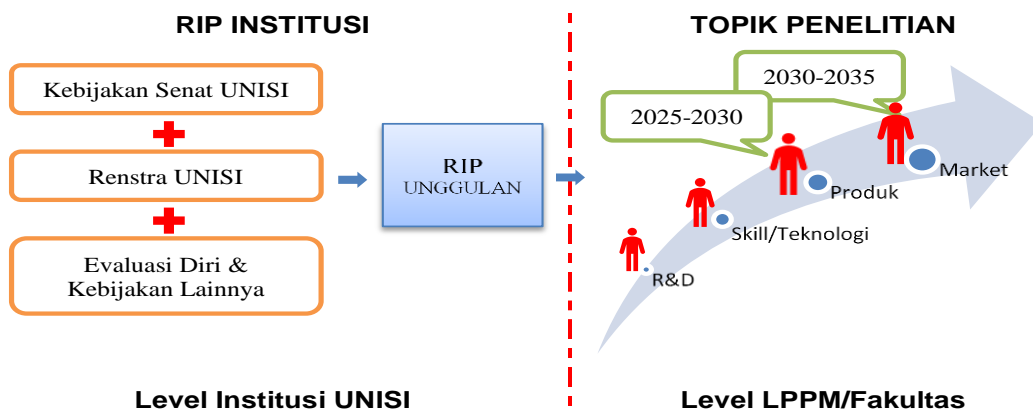 RIP INSTITUSI
Kebijakan Senat UNISI
Renstra UNISI
Evaluasi Diri &
Kebijakan Lainnya
RIP
UNGGULAN
Level Institusi UNISI
TOPIK PENELITIAN
2030-2035
2025-2030
Market
Produk
Skill/Teknologi
R&D
Level LPPM/Fakultas